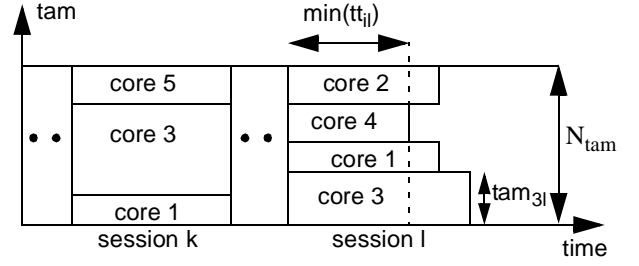 tam
min(tt_il)
core 5
core 2
core 3
core 4
N_tam
core 1
tam_3l
core 3
core 1
session k
session l
time